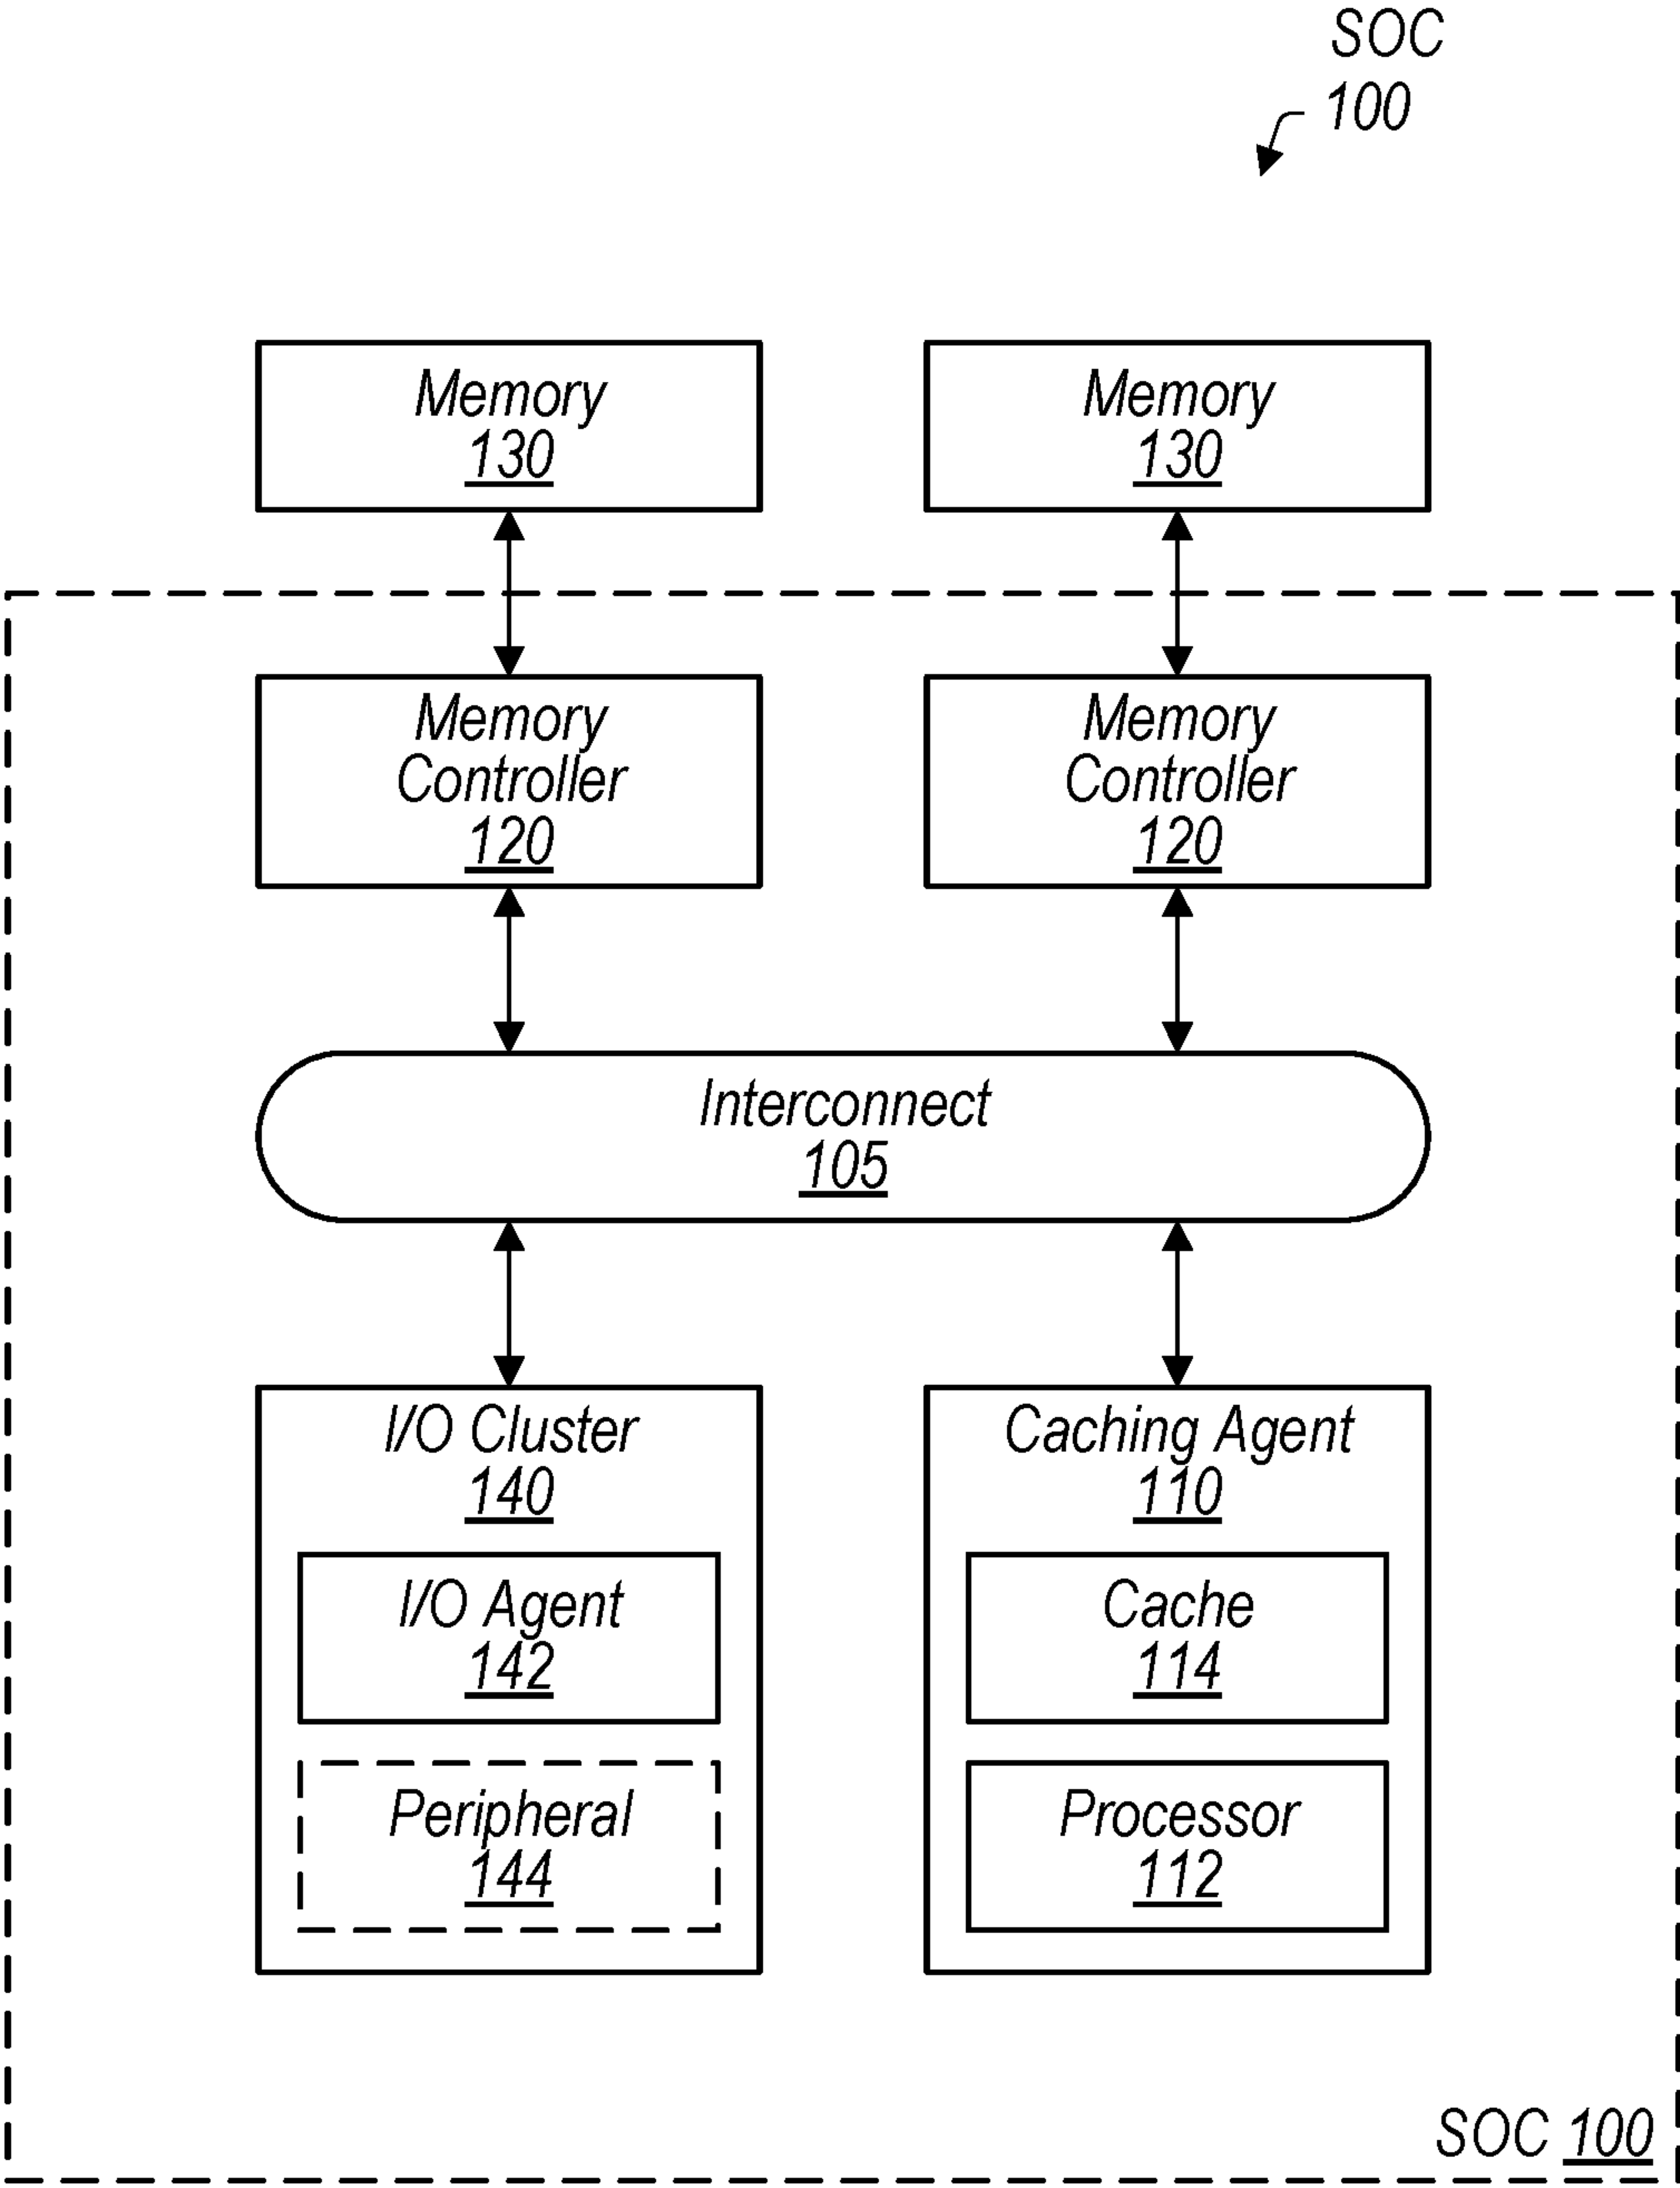 SOC
100
Memory
130
Memory
130
Memory
Controller
120
Memory
Controller
120
Interconnect
105
I/O Cluster
140
I/O Agent
142
Peripheral
144
Caching Agent
110
Cache
114
Processor
112
SOC 100